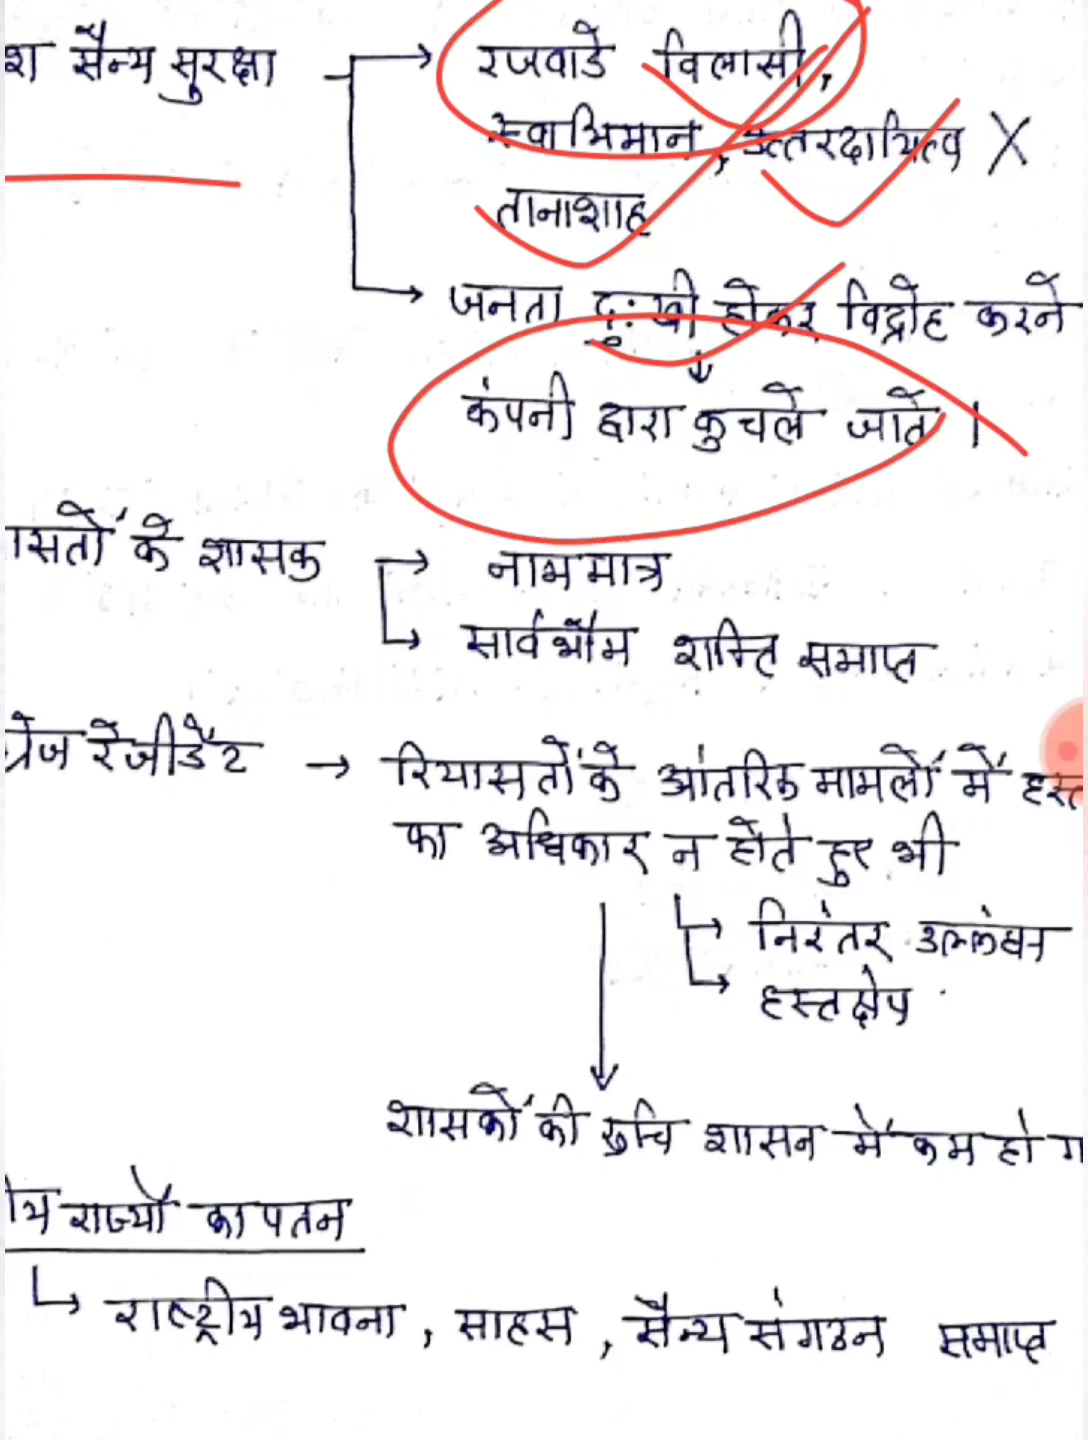 श सैन्य सुरक्षा → रजवाडे विलासी,
स्वाभिमान, उत्तरदायित्व X
तानाशाह
→ जनता दुःखी होकर विद्रोह करने
↓
कंपनी द्वारा कुचले जाते ।
ासतों के शासक → नाममात्र
→ सार्वभौम शक्ति समाप्त
ग्रेज रेजीडेंट → रियासतों के आंतरिक मामलों में हस्त
का अधिकार न होते हुए भी
→ निरंतर उल्लंघन
→ हस्तक्षेप
शासकों की रुचि शासन में कम हो ग
ीय राज्यों का पतन
→ राष्ट्रीय भावना, साहस, सैन्य संगठन समाप्त